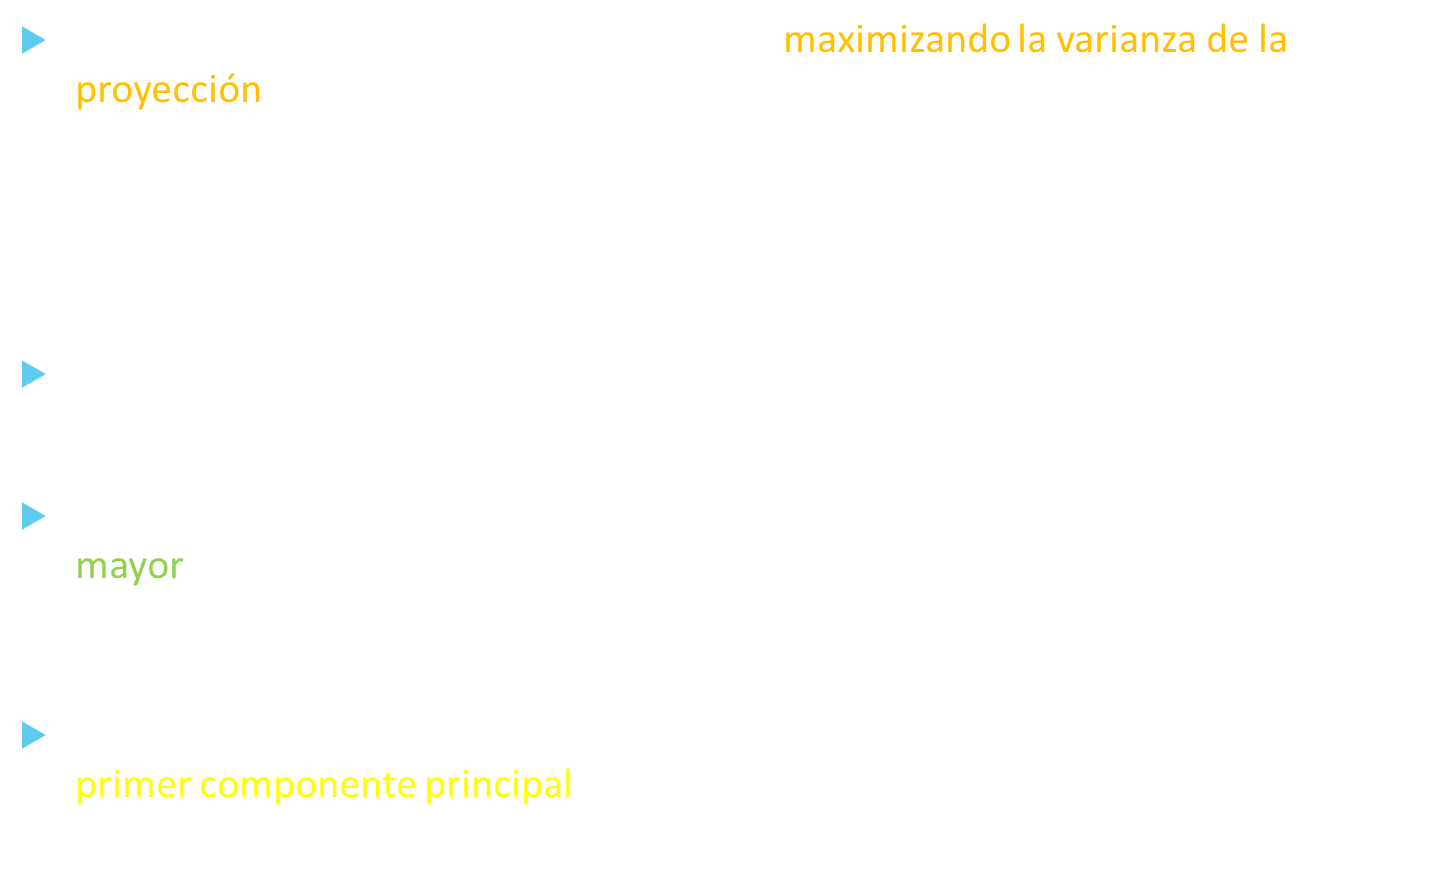 maximizando la varianza de la
proyección
mayor
primer componente principal